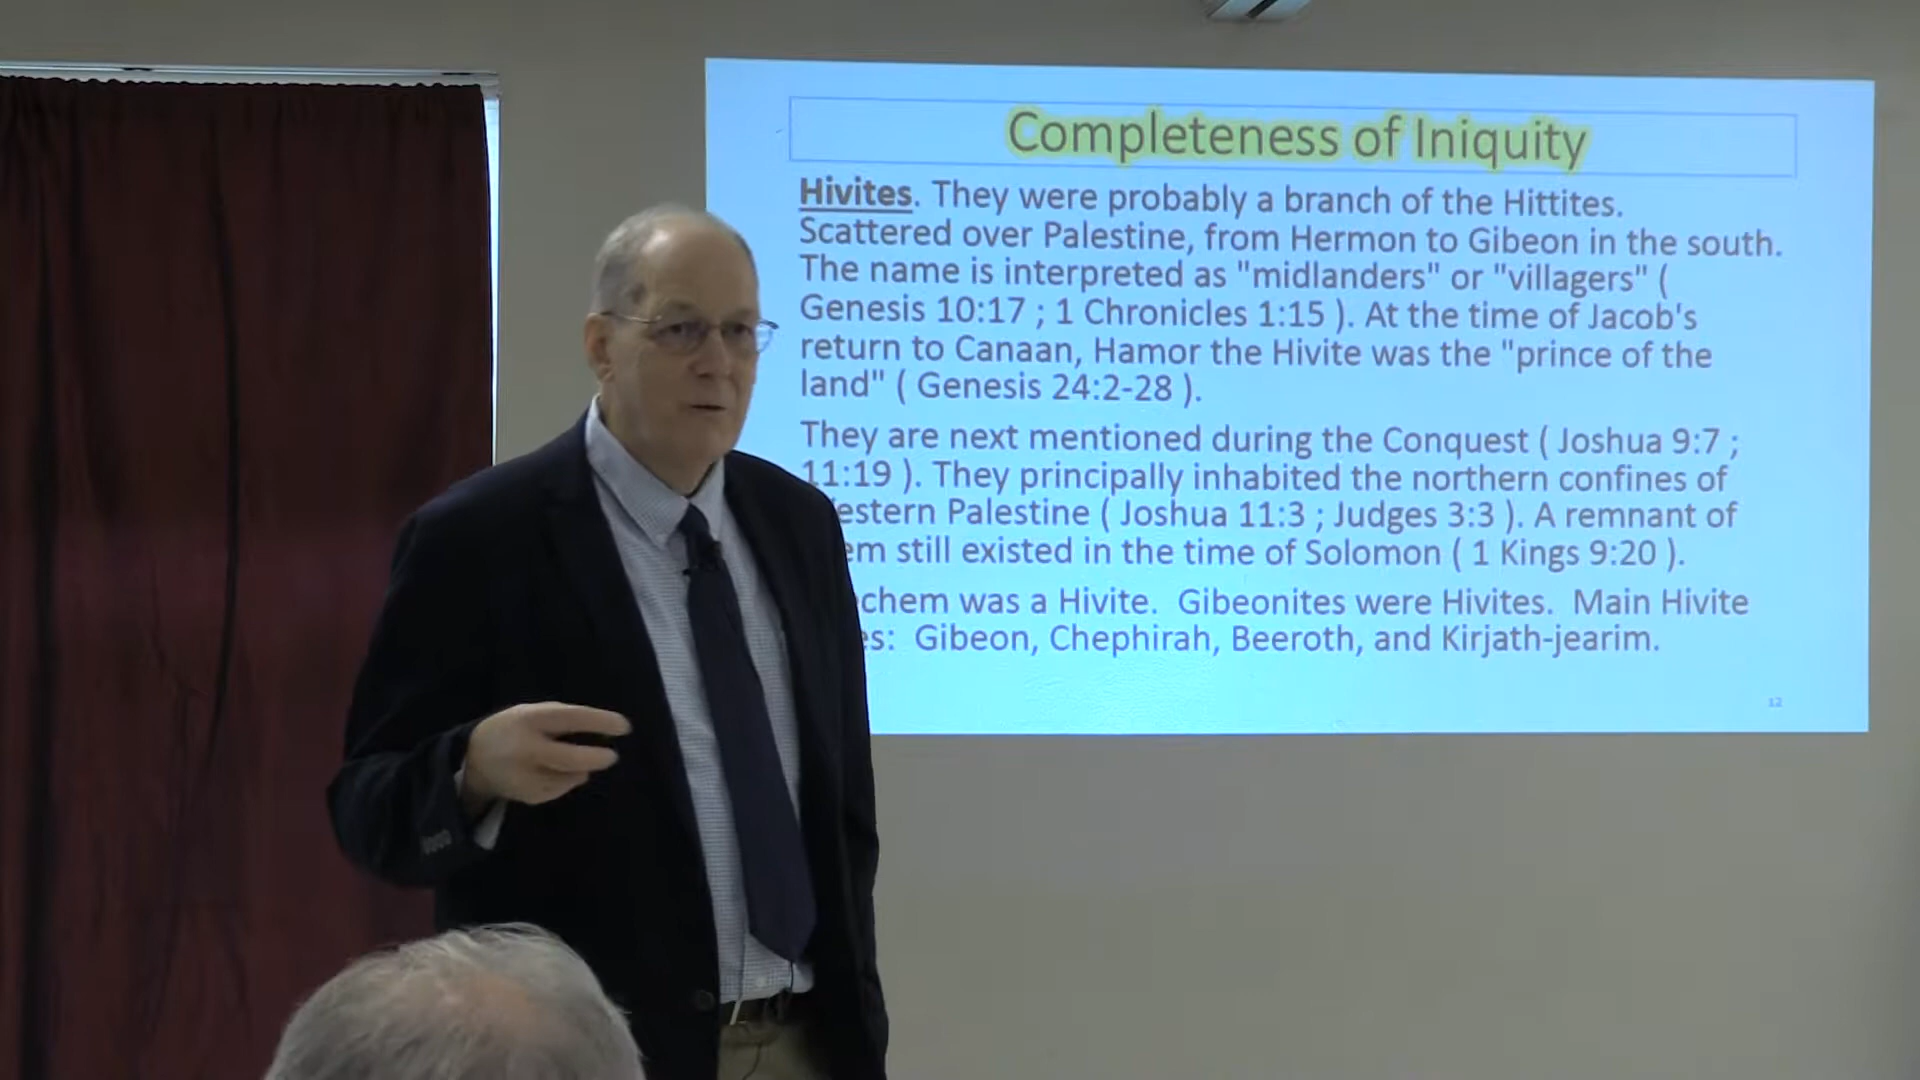 Completeness of Iniquity
Hivites. They were probably a branch of the Hittites.
Scattered over Palestine, from Hermon to Gibeon in the south.
The name is interpreted as "midlanders" or "villagers" (
Genesis 10:17 ; 1 Chronicles 1:15 ). At the time of Jacob's
return to Canaan, Hamor the Hivite was the "prince of the
land" ( Genesis 24:2-28 ).
They are next mentioned during the Conquest ( Joshua 9:7 ;
11:19 ). They principally inhabited the northern confines of
estern Palestine ( Joshua 11:3 ; Judges 3:3 ). A remnant of
em still existed in the time of Solomon ( 1 Kings 9:20 ).
chem was a Hivite. Gibeonites were Hivites. Main Hivite
es: Gibeon, Chephirah, Beeroth, and Kirjath-jearim.
12